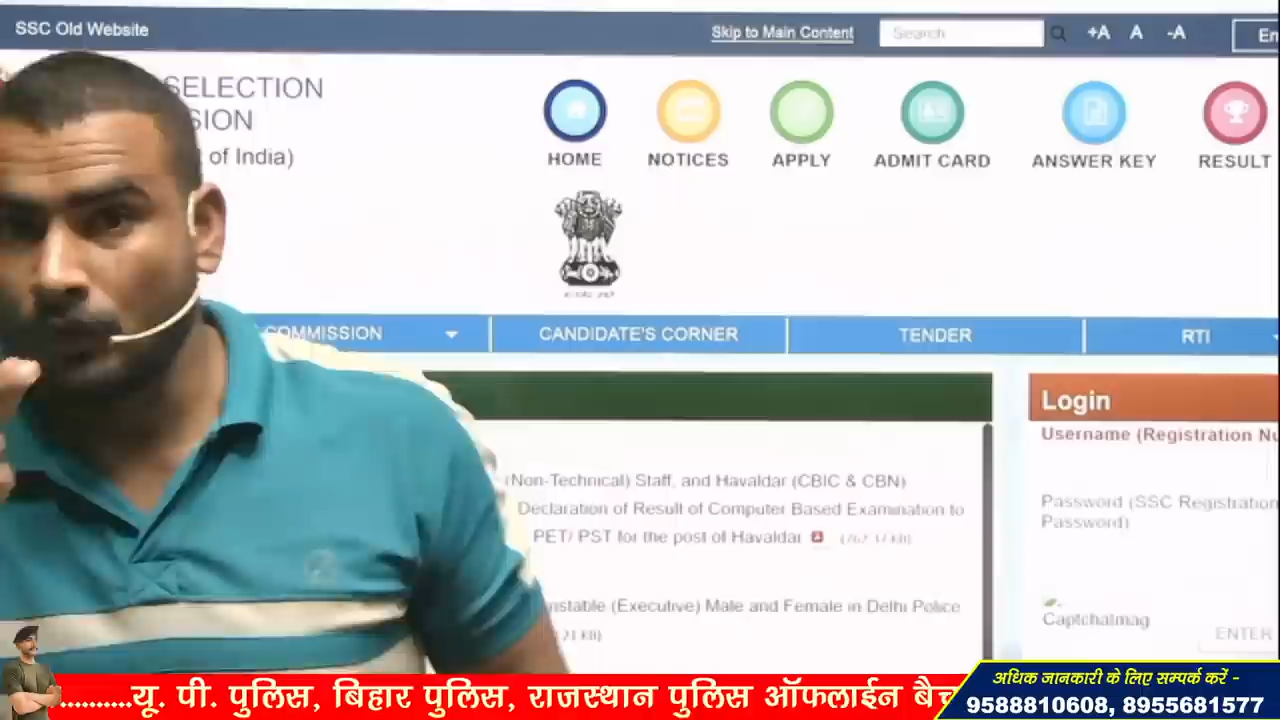 SSC Old Website
Skip to Main Content
Search
+A A -A
SELECTION
SION
of India)
HOME
NOTICES
APPLY
ADMIT CARD
ANSWER KEY
RESULT
COMMISSION
CANDIDATE'S CORNER
TENDER
RTI
Login
Username (Registration
(Non-Technical) Staff, and Havaldar (CBIC & CBN)
Declaration of Result of Computer Based Examination to
PET/ PST for the post of Havaldar
Password (SSC Registration
Password)
(Executive) Male and Female in Delhi Police
CaptchaImag
ENTER
..........यू. पी. पुलिस, बिहार पुलिस, राजस्थान पुलिस ऑफलाईन बैच
अधिक जानकारी के लिए सम्पर्क करें -
9588810608, 8955681577